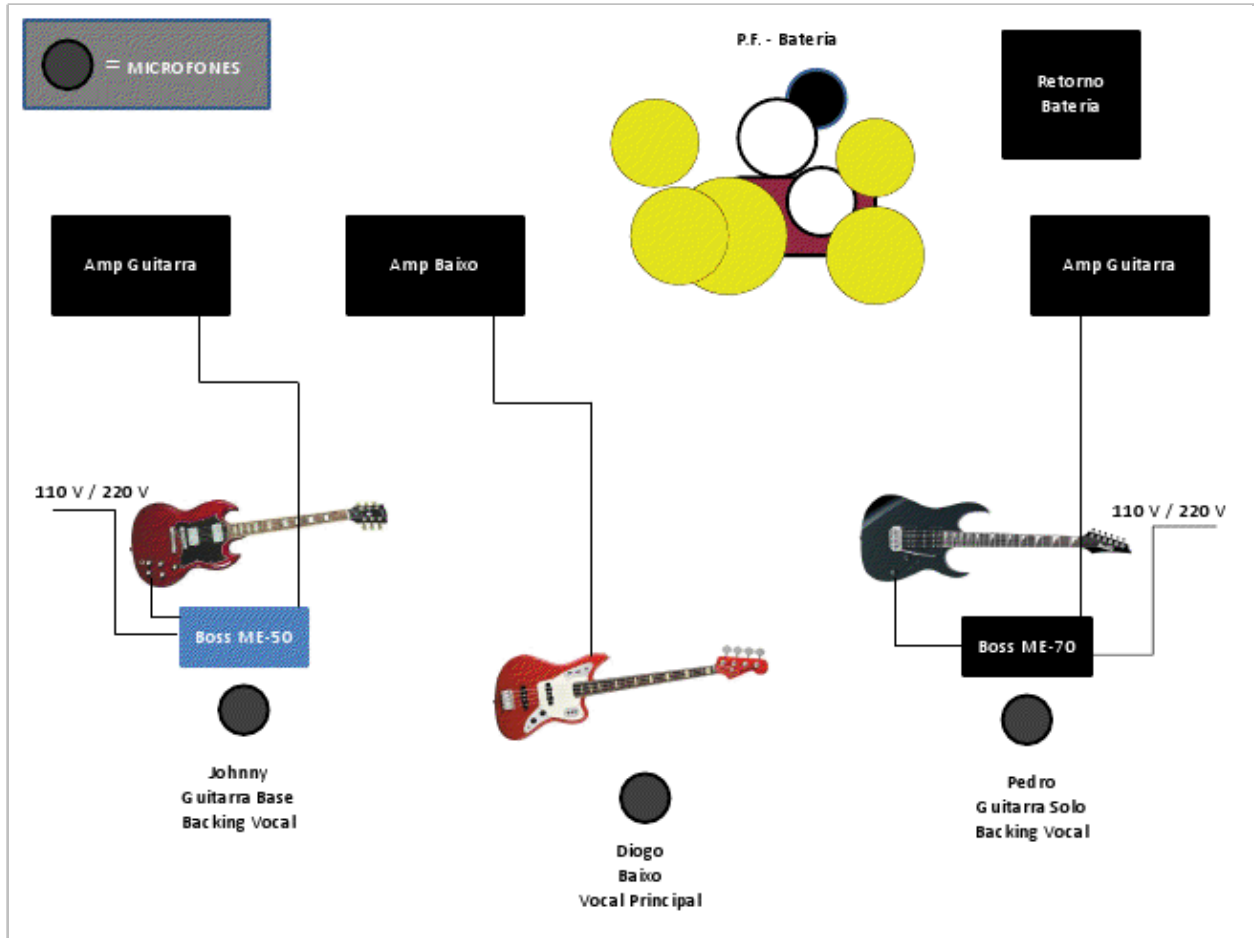 = MICROFONES
P.F. - Bateria
Retorno
Bateria
Amp Guitarra
Amp Baixo
Amp Guitarra
110 V / 220 V
110 V / 220 V
Boss ME-50
Boss ME-70
Johnny
Guitarra Base
Backing Vocal
Diogo
Baixo
Vocal Principal
Pedro
Guitarra Solo
Backing Vocal